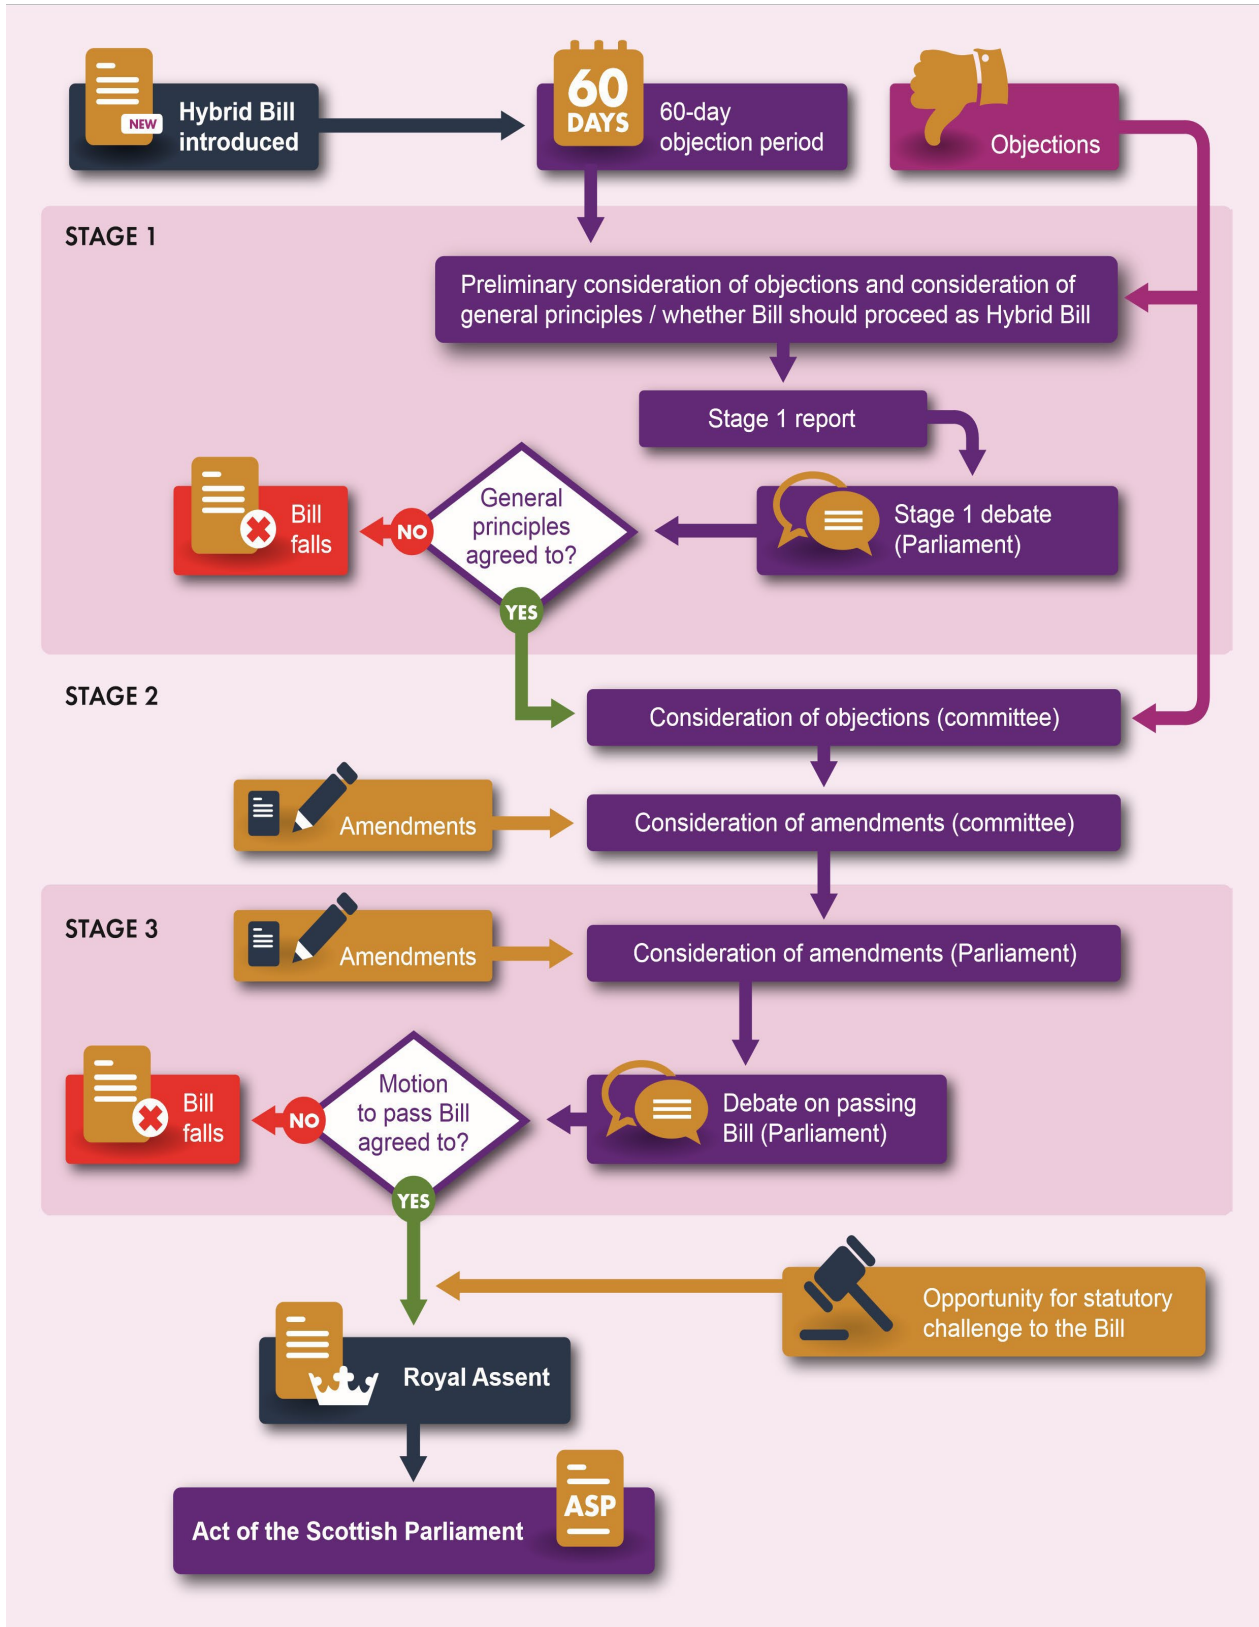 NEW
Hybrid Bill
introduced
60
DAYS
60-day
objection period
Objections
STAGE 1
Preliminary consideration of objections and consideration of
general principles / whether Bill should proceed as Hybrid Bill
Stage 1 report
Stage 1 debate
(Parliament)
General
principles
agreed to?
NO
Bill
falls
YES
STAGE 2
Consideration of objections (committee)
Amendments
Consideration of amendments (committee)
STAGE 3
Amendments
Consideration of amendments (Parliament)
Debate on passing
Bill (Parliament)
Motion
to pass Bill
agreed to?
NO
Bill
falls
YES
Opportunity for statutory
challenge to the Bill
Royal Assent
Act of the Scottish Parliament
ASP